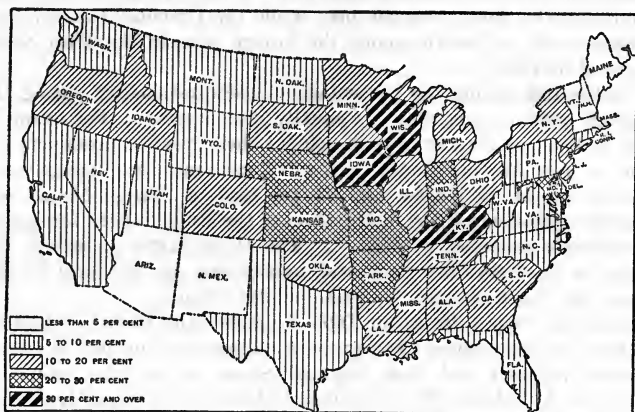 WASH.
MONT.
N. DAK.
MINN.
MAINE
VT.
N.H.
MASS.
R.I.
CONN.
OREGON
IDAHO
WYO.
S. DAK.
WIS.
MICH.
N.Y.
NEV.
UTAH
COLO.
NEBR.
IOWA
ILL.
IND.
OHIO
PA.
N.J.
MD.
DEL.
W.VA.
VA.
CALIF.
KANSAS
MO.
KY.
N.C.
TENN.
ARIZ.
N. MEX.
OKLA.
ARK.
S.C.
MISS.
ALA.
GA.
TEXAS
LA.
FLA.
LESS THAN 5 PER CENT
5 TO 10 PER CENT
10 TO 20 PER CENT
20 TO 30 PER CENT
30 PER CENT AND OVER